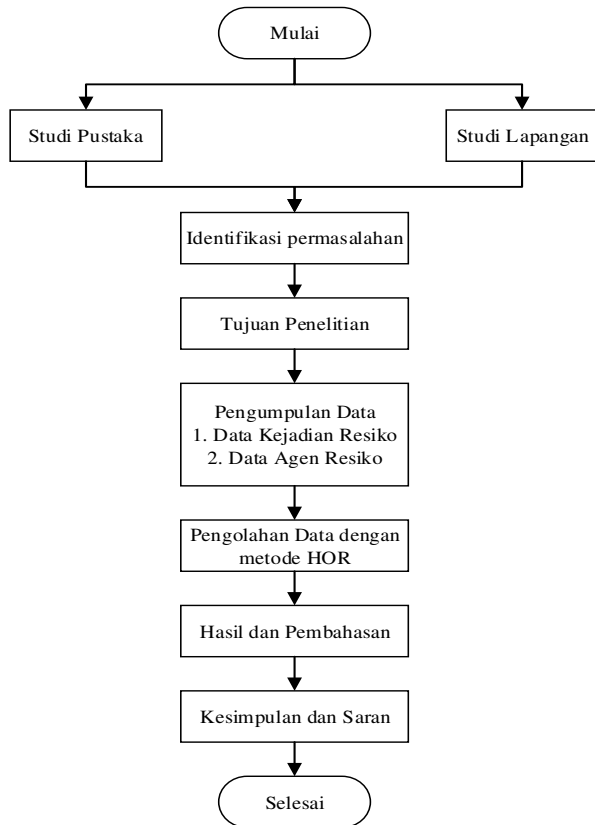 Mulai
Studi Pustaka
Studi Lapangan
Identifikasi permasalahan
Tujuan Penelitian
Pengumpulan Data
1. Data Kejadian Resiko
2. Data Agen Resiko
Pengolahan Data dengan
metode HOR
Hasil dan Pembahasan
Kesimpulan dan Saran
Selesai